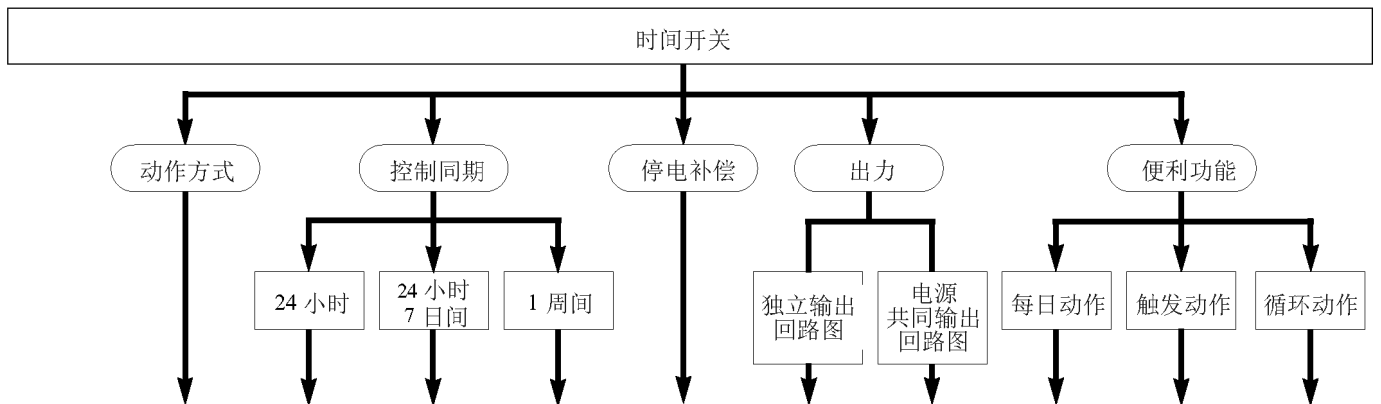 时间开关
动作方式
控制同期
停电补偿
出力
便利功能
24 小时
24 小时
7 日间
1 周间
独立输出
回路图
电源
共同输出
回路图
每日动作
触发动作
循环动作